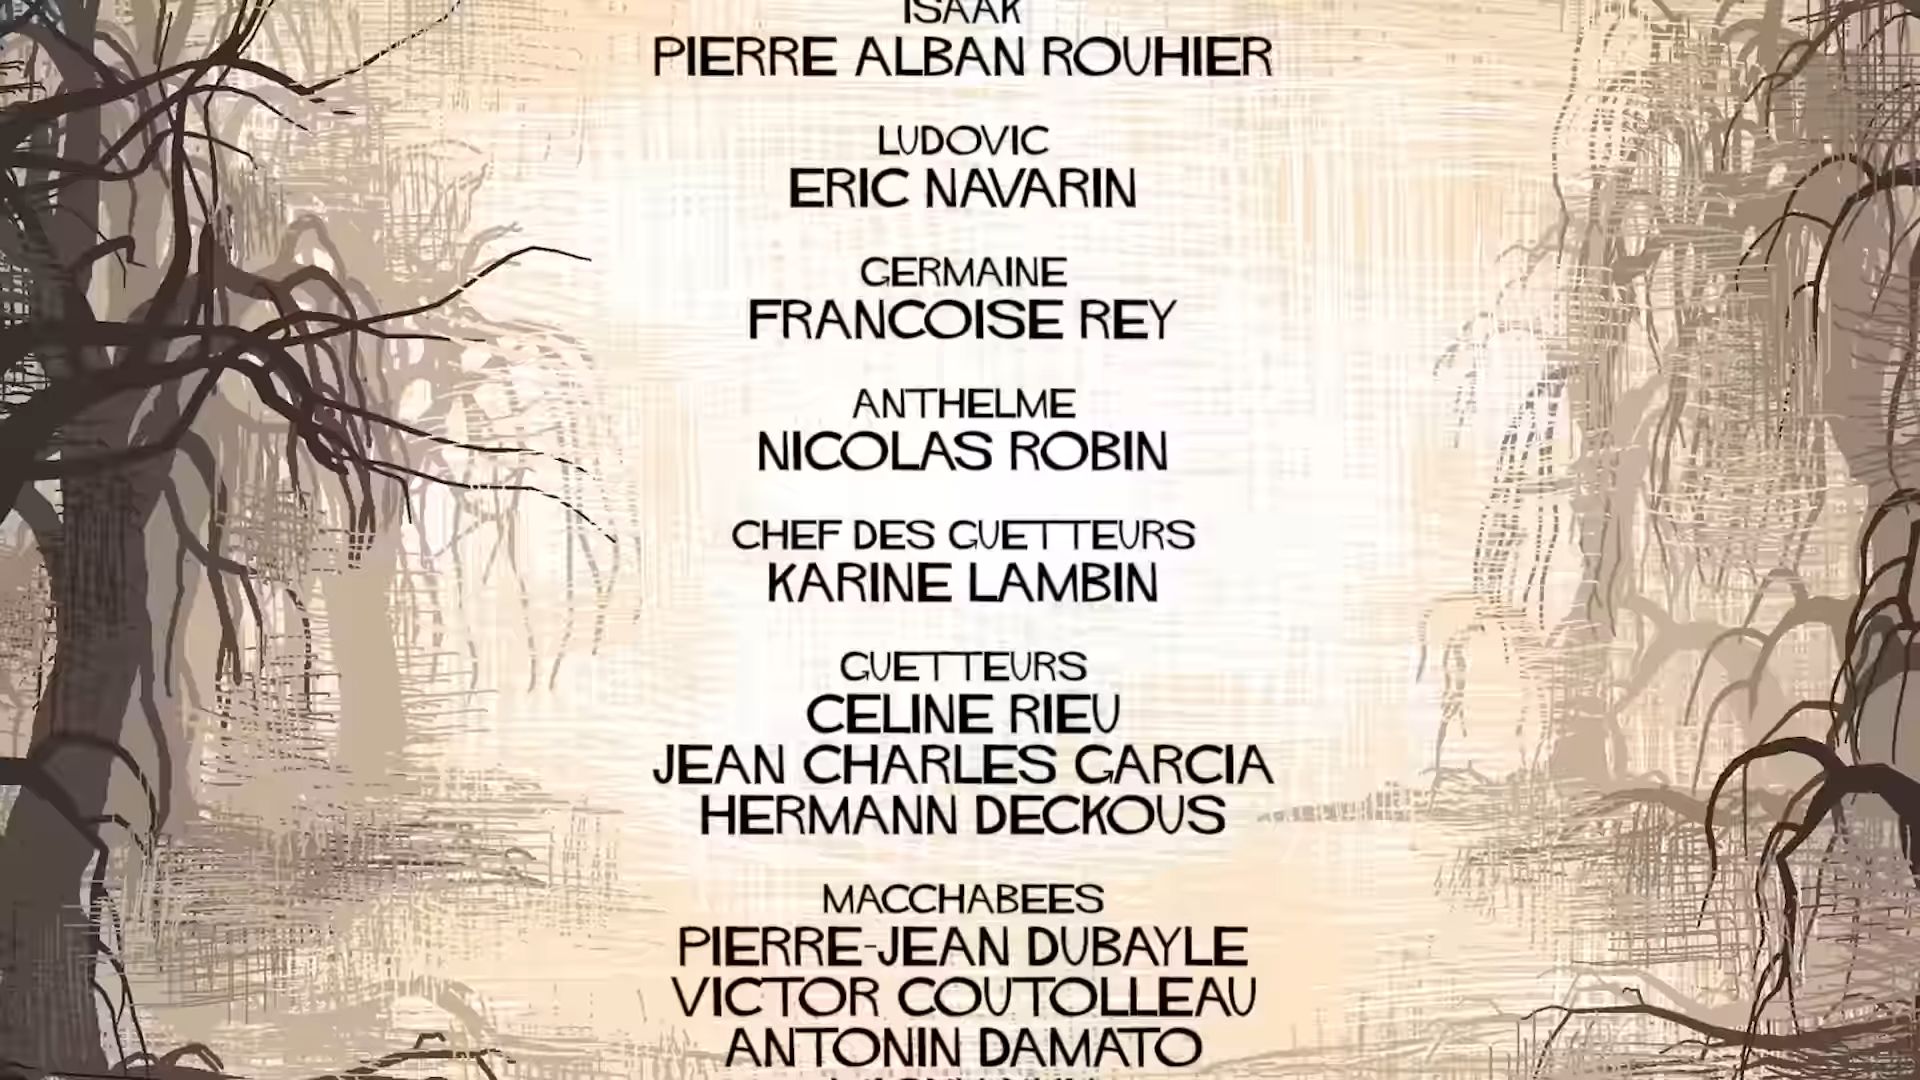 ISAAK
PIERRE ALBAN ROUHIER
LUDOVIC
ERIC NAVARIN
GERMAINE
FRANCOISE REY
ANTHELME
NICOLAS ROBIN
CHEF DES GUETTEURS
KARINE LAMBIN
GUETTEURS
CELINE RIEU
JEAN CHARLES GARCIA
HERMANN DECKOUS
MACCHABEES
PIERRE-JEAN DUBAYLE
VICTOR COUTOLLEAU
ANTONIN DAMATO